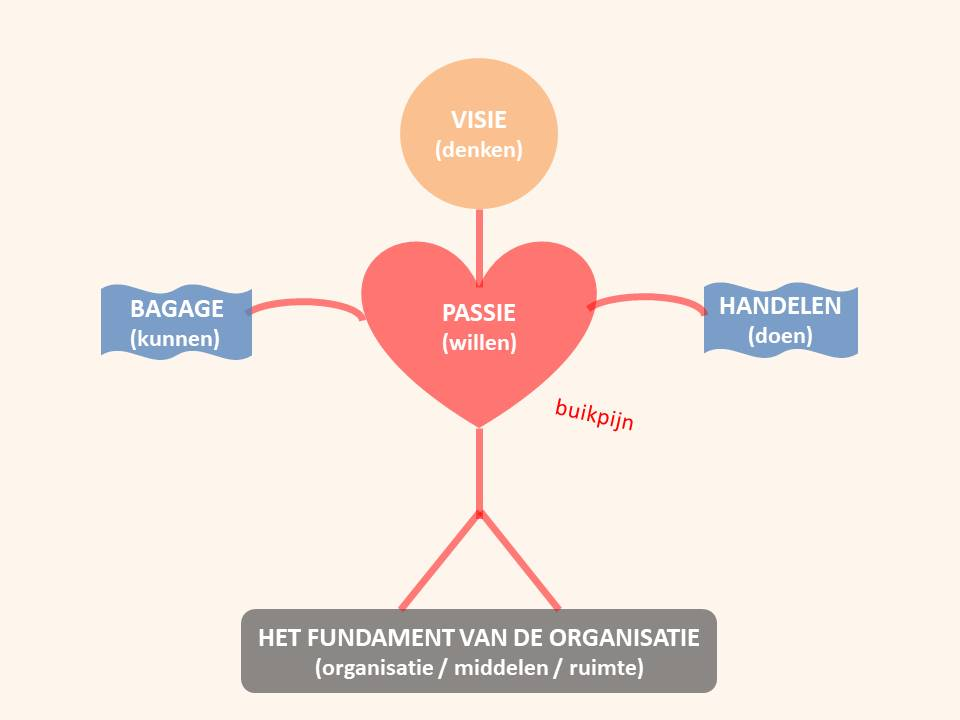 VISIE
(denken)
BAGAGE
(kunnen)
PASSIE
(willen)
HANDELEN
(doen)
buikpijn
HET FUNDAMENT VAN DE ORGANISATIE
(organisatie / middelen / ruimte)